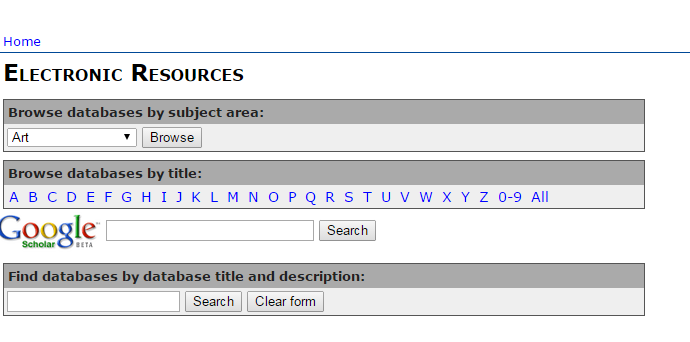 Home
Electronic Resources
Browse databases by subject area:
Art Browse
Browse databases by title:
A B C D E F G H I J K L M N O P Q R S T U V W X Y Z 0-9 All
Google Scholar BETA Search
Find databases by database title and description:
Search Clear form